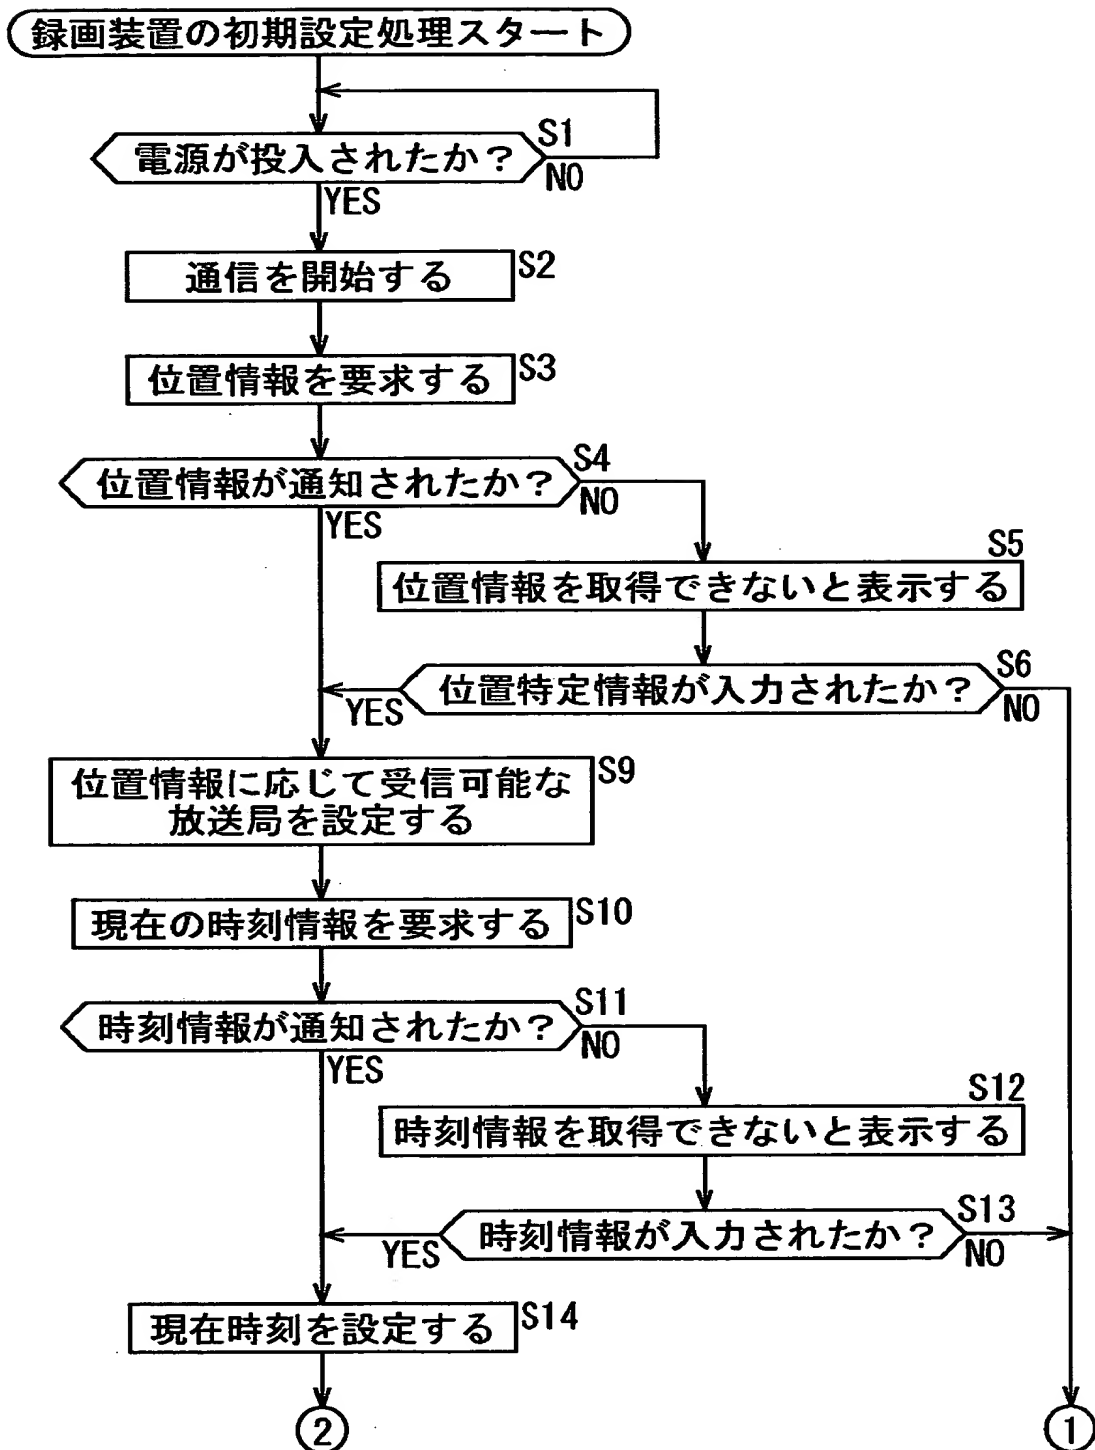 録画装置の初期設定処理スタート
電源が投入されたか？
S1
NO
YES
通信を開始する
S2
位置情報を要求する
S3
位置情報が通知されたか？
S4
NO
YES
S5
位置情報を取得できないと表示する
位置特定情報が入力されたか？
S6
YES
NO
位置情報に応じて受信可能な
放送局を設定する
S9
現在の時刻情報を要求する
S10
時刻情報が通知されたか？
S11
NO
YES
S12
時刻情報を取得できないと表示する
時刻情報が入力されたか？
S13
YES
NO
現在時刻を設定する
S14
2
1